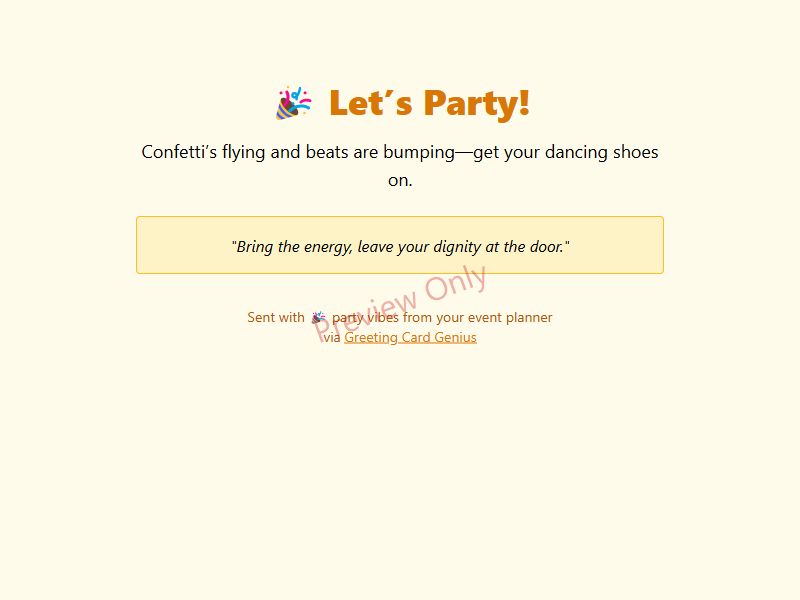 🎉 Let's Party!
Confetti's flying and beats are bumping—get your dancing shoes
on.
"Bring the energy, leave your dignity at the door."
Preview Only
Sent with 🎉 party vibes from your event planner
via Greeting Card Genius